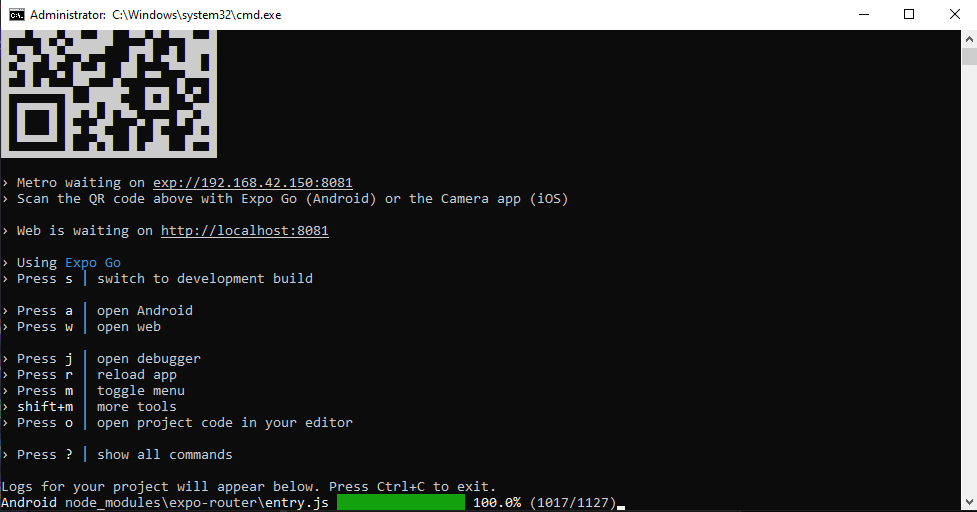 Administrator: C:\Windows\system32\cmd.exe
› Metro waiting on exp://192.168.42.150:8081
› Scan the QR code above with Expo Go (Android) or the Camera app (iOS)
› Web is waiting on http://localhost:8081
› Using Expo Go
› Press s │ switch to development build
› Press a │ open Android
› Press w │ open web
› Press j │ open debugger
› Press r │ reload app
› Press m │ toggle menu
› shift+m │ more tools
› Press o │ open project code in your editor
› Press ? │ show all commands
Logs for your project will appear below. Press Ctrl+C to exit.
Android node_modules\expo-router\entry.js 100.0% (1017/1127)